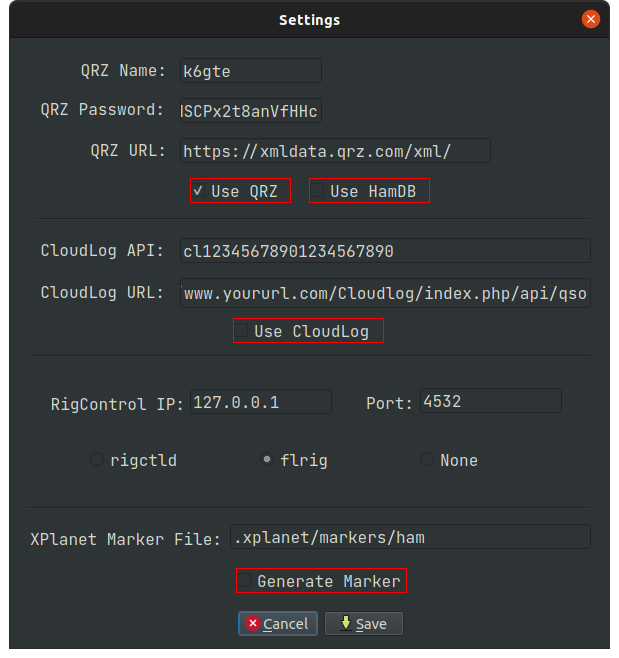 Settings
QRZ Name: k6gte
QRZ Password: SCPx2t8anVfHHc
QRZ URL: https://xmldata.qrz.com/xml/
Use QRZ Use HamDB
CloudLog API: cl12345678901234567890
CloudLog URL: www.yoururl.com/Cloudlog/index.php/api/qso
Use CloudLog
RigControl IP: 127.0.0.1 Port: 4532
rigctld flrig None
XPlanet Marker File: .xplanet/markers/ham
Generate Marker
Cancel Save